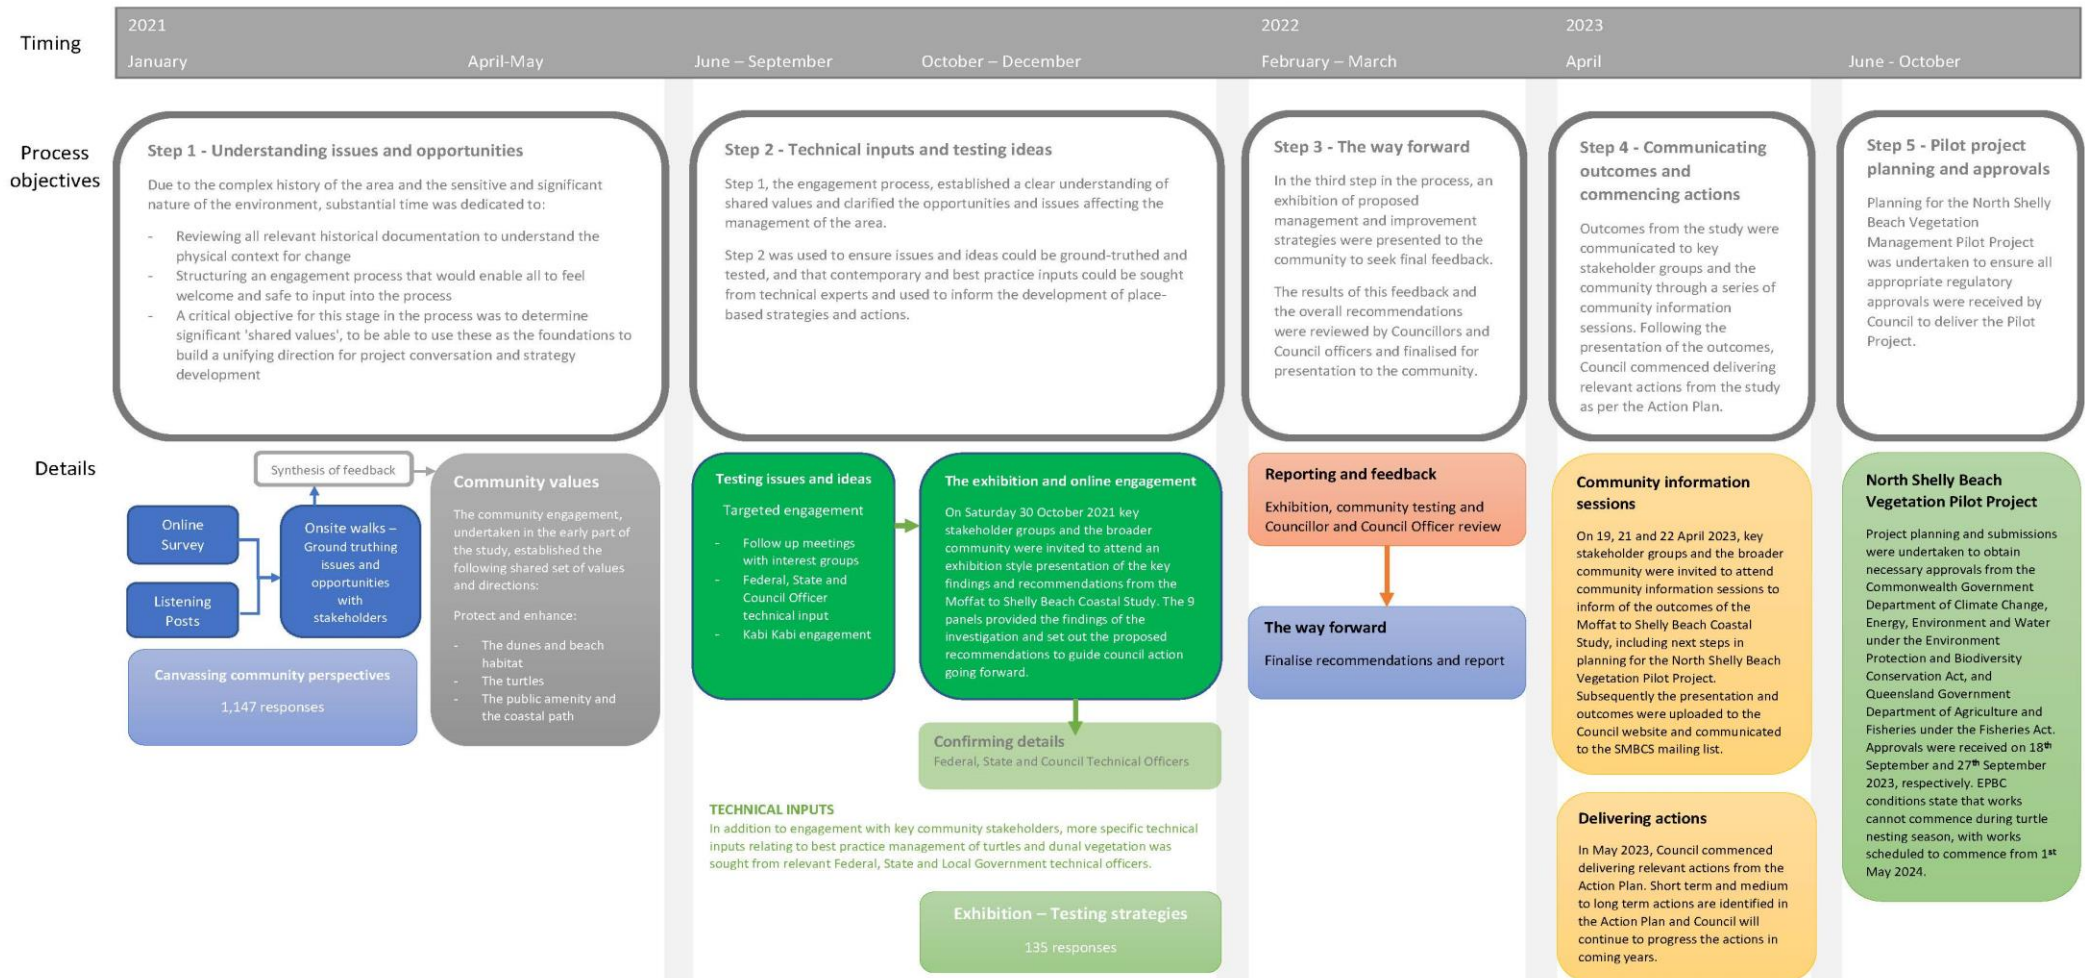 Timing
2021
2022
2023
January
April-May
June – September
October – December
February – March
April
June - October
Process
objectives
Step 1 - Understanding issues and opportunities
Due to the complex history of the area and the sensitive and significant
nature of the environment, substantial time was dedicated to:
- Reviewing all relevant historical documentation to understand the
physical context for change
- Structuring an engagement process that would enable all to feel
welcome and safe to input into the process
- A critical objective for this stage in the process was to determine
significant 'shared values', to be able to use these as the foundations to
build a unifying direction for project conversation and strategy
development
Step 2 - Technical inputs and testing ideas
Step 1, the engagement process, established a clear understanding of
shared values and clarified the opportunities and issues affecting the
management of the area.
Step 2 was used to ensure issues and ideas could be ground-truthed and
tested, and that contemporary and best practice inputs could be sought
from technical experts and used to inform the development of place-
based strategies and actions.
Step 3 - The way forward
In the third step in the process, an
exhibition of proposed
management and improvement
strategies were presented to the
community to seek final feedback.
The results of this feedback and
the overall recommendations
were reviewed by Councillors and
Council officers and finalised for
presentation to the community.
Step 4 - Communicating
outcomes and
commencing actions
Outcomes from the study were
communicated to key
stakeholder groups and the
community through a series of
community information
sessions. Following the
presentation of the outcomes,
Council commenced delivering
relevant actions from the study
as per the Action Plan.
Step 5 - Pilot project
planning and approvals
Planning for the North Shelly
Beach Vegetation
Management Pilot Project
was undertaken to ensure all
appropriate regulatory
approvals were received by
Council to deliver the Pilot
Project.
Details
Synthesis of feedback
Online
Survey
Listening
Posts
Onsite walks –
Ground truthing
issues and
opportunities
with
stakeholders
Canvassing community perspectives
1,147 responses
Community values
The community engagement,
undertaken in the early part of
the study, established the
following shared set of values
and directions:
Protect and enhance:
- The dunes and beach
habitat
- The turtles
- The public amenity and
the coastal path
Testing issues and ideas
Targeted engagement
- Follow up meetings
with interest groups
- Federal, State and
Council Officer
technical input
- Kabi Kabi engagement
The exhibition and online engagement
On Saturday 30 October 2021 key
stakeholder groups and the broader
community were invited to attend an
exhibition style presentation of the key
findings and recommendations from the
Moffat to Shelly Beach Coastal Study. The 9
panels provided the findings of the
investigation and set out the proposed
recommendations to guide council action
going forward.
Confirming details
Federal, State and Council Technical Officers
TECHNICAL INPUTS
In addition to engagement with key community stakeholders, more specific technical
inputs relating to best practice management of turtles and dunal vegetation was
sought from relevant Federal, State and Local Government technical officers.
Exhibition – Testing strategies
135 responses
Reporting and feedback
Exhibition, community testing and
Councillor and Council Officer review
The way forward
Finalise recommendations and report
Community information
sessions
On 19, 21 and 22 April 2023, key
stakeholder groups and the broader
community were invited to attend
community information sessions to
inform of the outcomes of the
Moffat to Shelly Beach Coastal
Study, including next steps in
planning for the North Shelly Beach
Vegetation Pilot Project.
Subsequently the presentation and
outcomes were uploaded to the
Council website and communicated
to the SMBCS mailing list.
Delivering actions
In May 2023, Council commenced
delivering relevant actions from the
Action Plan. Short term and medium
to long term actions are identified in
the Action Plan and Council will
continue to progress the actions in
coming years.
North Shelly Beach
Vegetation Pilot Project
Project planning and submissions
were undertaken to obtain
necessary approvals from the
Commonwealth Government
Department of Climate Change,
Energy, Environment and Water
under the Environment
Protection and Biodiversity
Conservation Act, and
Queensland Government
Department of Agriculture and
Fisheries under the Fisheries Act.
Approvals were received on 18th
September and 27th September
2023, respectively. EPBC
conditions state that works
cannot commence during turtle
nesting season, with works
scheduled to commence from 1st
May 2024.